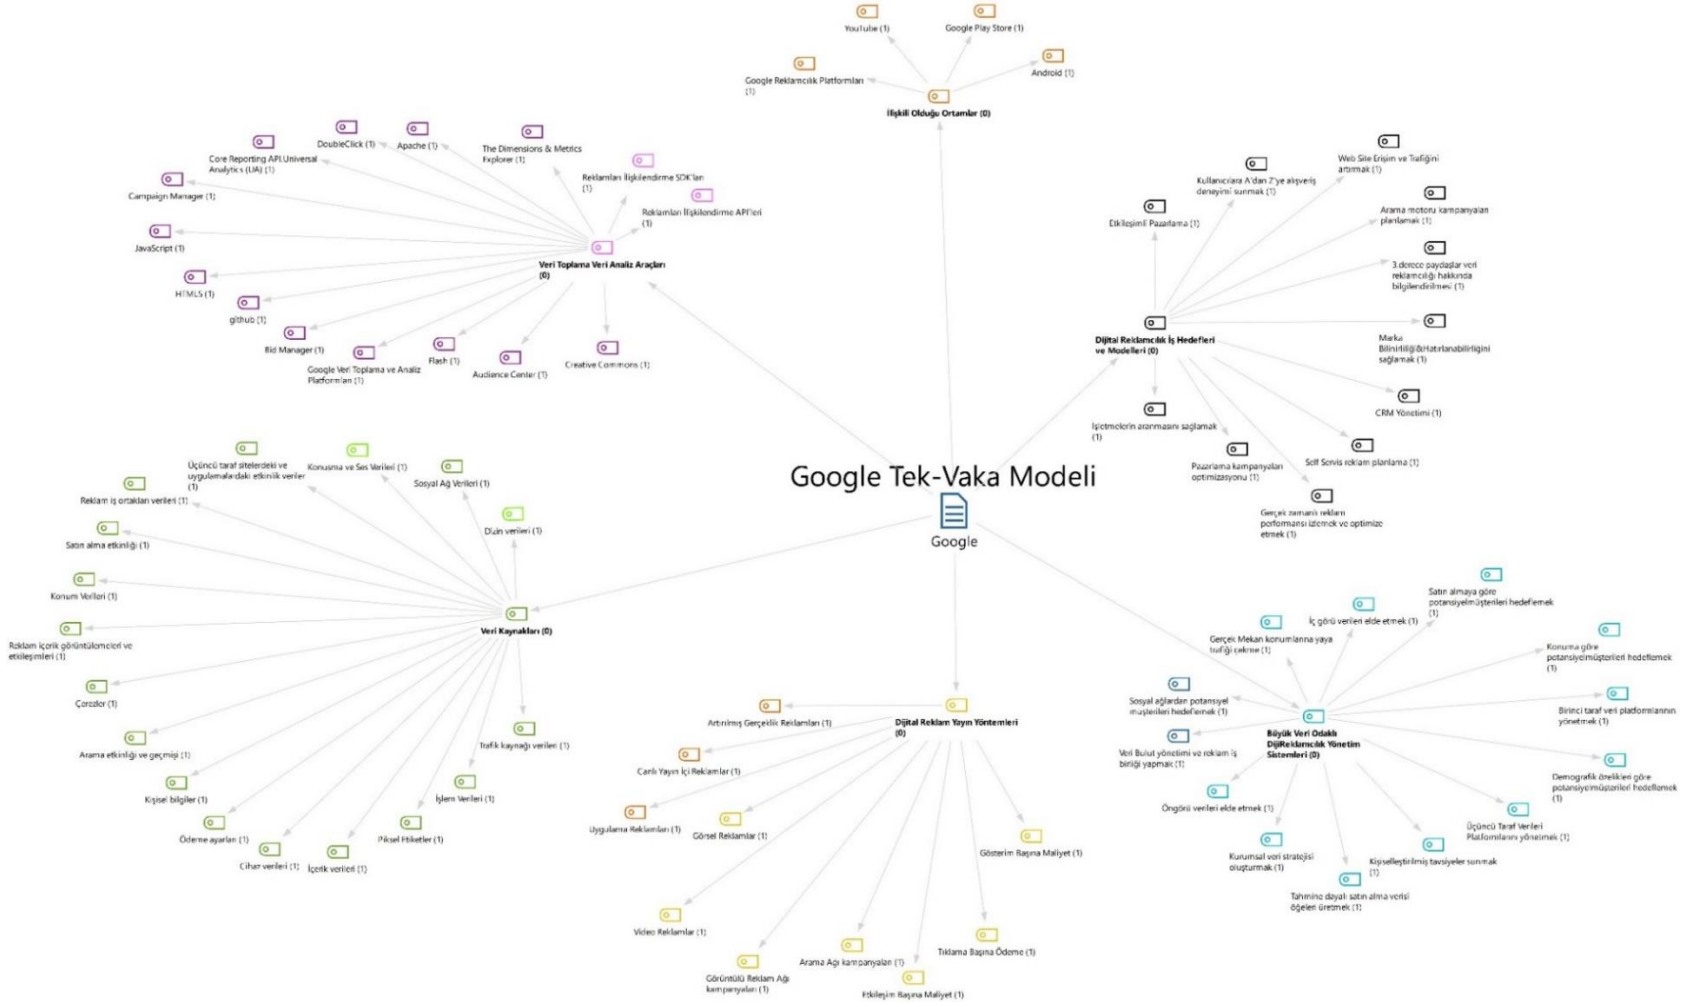 YouTube (1)
Google Play Store (1)
Google Reklamcılık Platformları
(1)
Android (1)
İlişkili Olduğu Ortamlar (0)
DoubleClick (1)
Apache (1)
The Dimensions & Metrics
Explorer (1)
Core Reporting API.Universal
Analytics (UA) (1)
Reklamları İlişkilendirme SDK'ları
(1)
Campaign Manager (1)
Reklamları İlişkilendirme API'leri
(1)
JavaScript (1)
Veri Toplama Veri Analiz Araçları
(0)
HTML5 (1)
github (1)
Bid Manager (1)
Google Veri Toplama ve Analiz
Platformları (1)
Flash (1)
Audience Center (1)
Creative Commons (1)
Web Site Erişim ve Trafiğini
artırmak (1)
Kullanıcılara A'dan Z'ye alışveriş
deneyimi sunmak (1)
Etkileşimli Pazarlama (1)
Arama motoru kampanyaları
planlamak (1)
3.derece paydaşlar veri
reklamcılığı hakkında
bilgilendirilmesi (1)
Dijital Reklamcılık İş Hedefleri
ve Modelleri (0)
Marka
Bilinirliliği&Hatırlanabilirliğini
sağlamak (1)
CRM Yönetimi (1)
İşletmelerin aranmasını sağlamak
(1)
Pazarlama kampanyaları
optimizasyonu (1)
Self Servis reklam planlama (1)
Gerçek zamanlı reklam
performansı izlemek ve optimize
etmek (1)
Google Tek-Vaka Modeli
Google
Üçüncü taraf sitelerdeki ve
uygulamalardaki etkinlik veriler
(1)
Konuşma ve Ses Verileri (1)
Sosyal Ağ Verileri (1)
Reklam iş ortakları verileri (1)
Dizin verileri (1)
Satın alma etkinliği (1)
Konum Verileri (1)
Veri Kaynakları (0)
Reklam içerik görüntülemeleri ve
etkileşimleri (1)
Çerezler (1)
Arama etkinliği ve geçmişi (1)
Trafik kaynağı verileri (1)
Kişisel bilgiler (1)
İşlem Verileri (1)
Ödeme ayarları (1)
Piksel Etiketler (1)
Cihaz verileri (1)
İçerik verileri (1)
Artırılmış Gerçeklik Reklamları (1)
Dijital Reklam Yayın Yöntemleri
(0)
Canlı Yayın İçi Reklamlar (1)
Uygulama Reklamları (1)
Görsel Reklamlar (1)
Gösterim Başına Maliyet (1)
Video Reklamlar (1)
Tıklama Başına Ödeme (1)
Arama Ağı kampanyaları (1)
Görüntülü Reklam Ağı
kampanyaları (1)
Etkileşim Başına Maliyet (1)
Satın almaya göre
potansiyelmüşterileri hedeflemek
(1)
İç görü verileri elde etmek (1)
Gerçek Mekan konumlarına yaya
trafiği çekme (1)
Konuma göre
potansiyelmüşterileri hedeflemek
(1)
Sosyal ağlardan potansiyel
müşterileri hedeflemek (1)
Birinci taraf veri platformlarının
yönetmek (1)
Büyük Veri Odaklı
DijiReklamcılık Yönetim
Sistemleri (0)
Veri Bulut yönetimi ve reklam iş
birliği yapmak (1)
Demografik özelikleri göre
potansiyelmüşterileri hedeflemek
(1)
Öngörü verileri elde etmek (1)
Üçüncü Taraf Verileri
Platformlarını yönetmek (1)
Kurumsal veri stratejisi
oluşturmak (1)
Kişiselleştirilmiş tavsiyeler sunmak
(1)
Tahmine dayalı satın alma verisi
öğeleri üretmek (1)